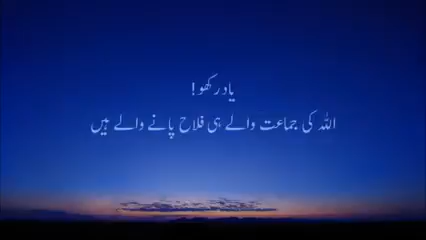 یاد رکھو!
اللہ کی جماعت والے ہی فلاح پانے والے ہیں